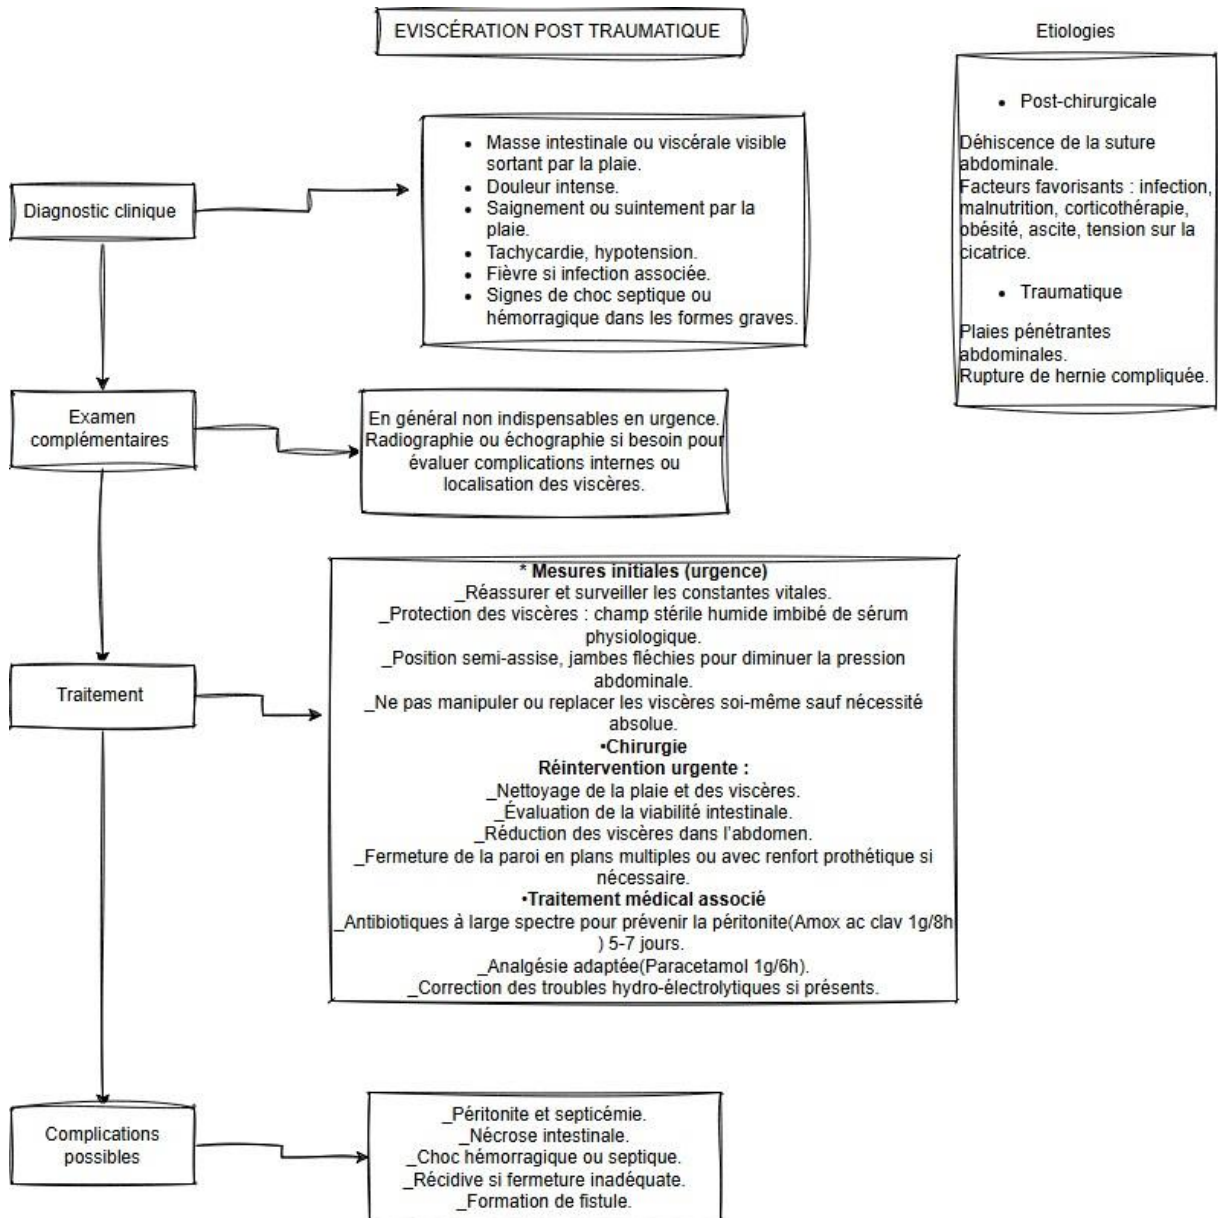 EVISCÉRATION POST TRAUMATIQUE
Etiologies
• Post-chirurgicale
Déhiscence de la suture
abdominale.
Facteurs favorisants : infection,
malnutrition, corticothérapie,
obésité, ascite, tension sur la
cicatrice.
• Traumatique
Plaies pénétrantes
abdominales.
Rupture de hernie compliquée.
Diagnostic clinique
• Masse intestinale ou viscérale visible
sortant par la plaie.
• Douleur intense.
• Saignement ou suintement par la
plaie.
• Tachycardie, hypotension.
• Fièvre si infection associée.
• Signes de choc septique ou
hémorragique dans les formes graves.
Examen
complémentaires
En général non indispensables en urgence.
Radiographie ou échographie si besoin pour
évaluer complications internes ou
localisation des viscères.
Traitement
* Mesures initiales (urgence)
_Réassurer et surveiller les constantes vitales.
_Protection des viscères : champ stérile humide imbibé de sérum
physiologique.
_Position semi-assise, jambes fléchies pour diminuer la pression
abdominale.
_Ne pas manipuler ou replacer les viscères soi-même sauf nécessité
absolue.
•Chirurgie
Réintervention urgente :
_Nettoyage de la plaie et des viscères.
_Évaluation de la viabilité intestinale.
_Réduction des viscères dans l'abdomen.
_Fermeture de la paroi en plans multiples ou avec renfort prothétique si
nécessaire.
•Traitement médical associé
_Antibiotiques à large spectre pour prévenir la péritonite(Amox ac clav 1g/8h
) 5-7 jours.
_Analgésie adaptée(Paracetamol 1g/6h).
_Correction des troubles hydro-électrolytiques si présents.
Complications
possibles
_Péritonite et septicémie.
_Nécrose intestinale.
_Choc hémorragique ou septique.
_Récidive si fermeture inadéquate.
_Formation de fistule.